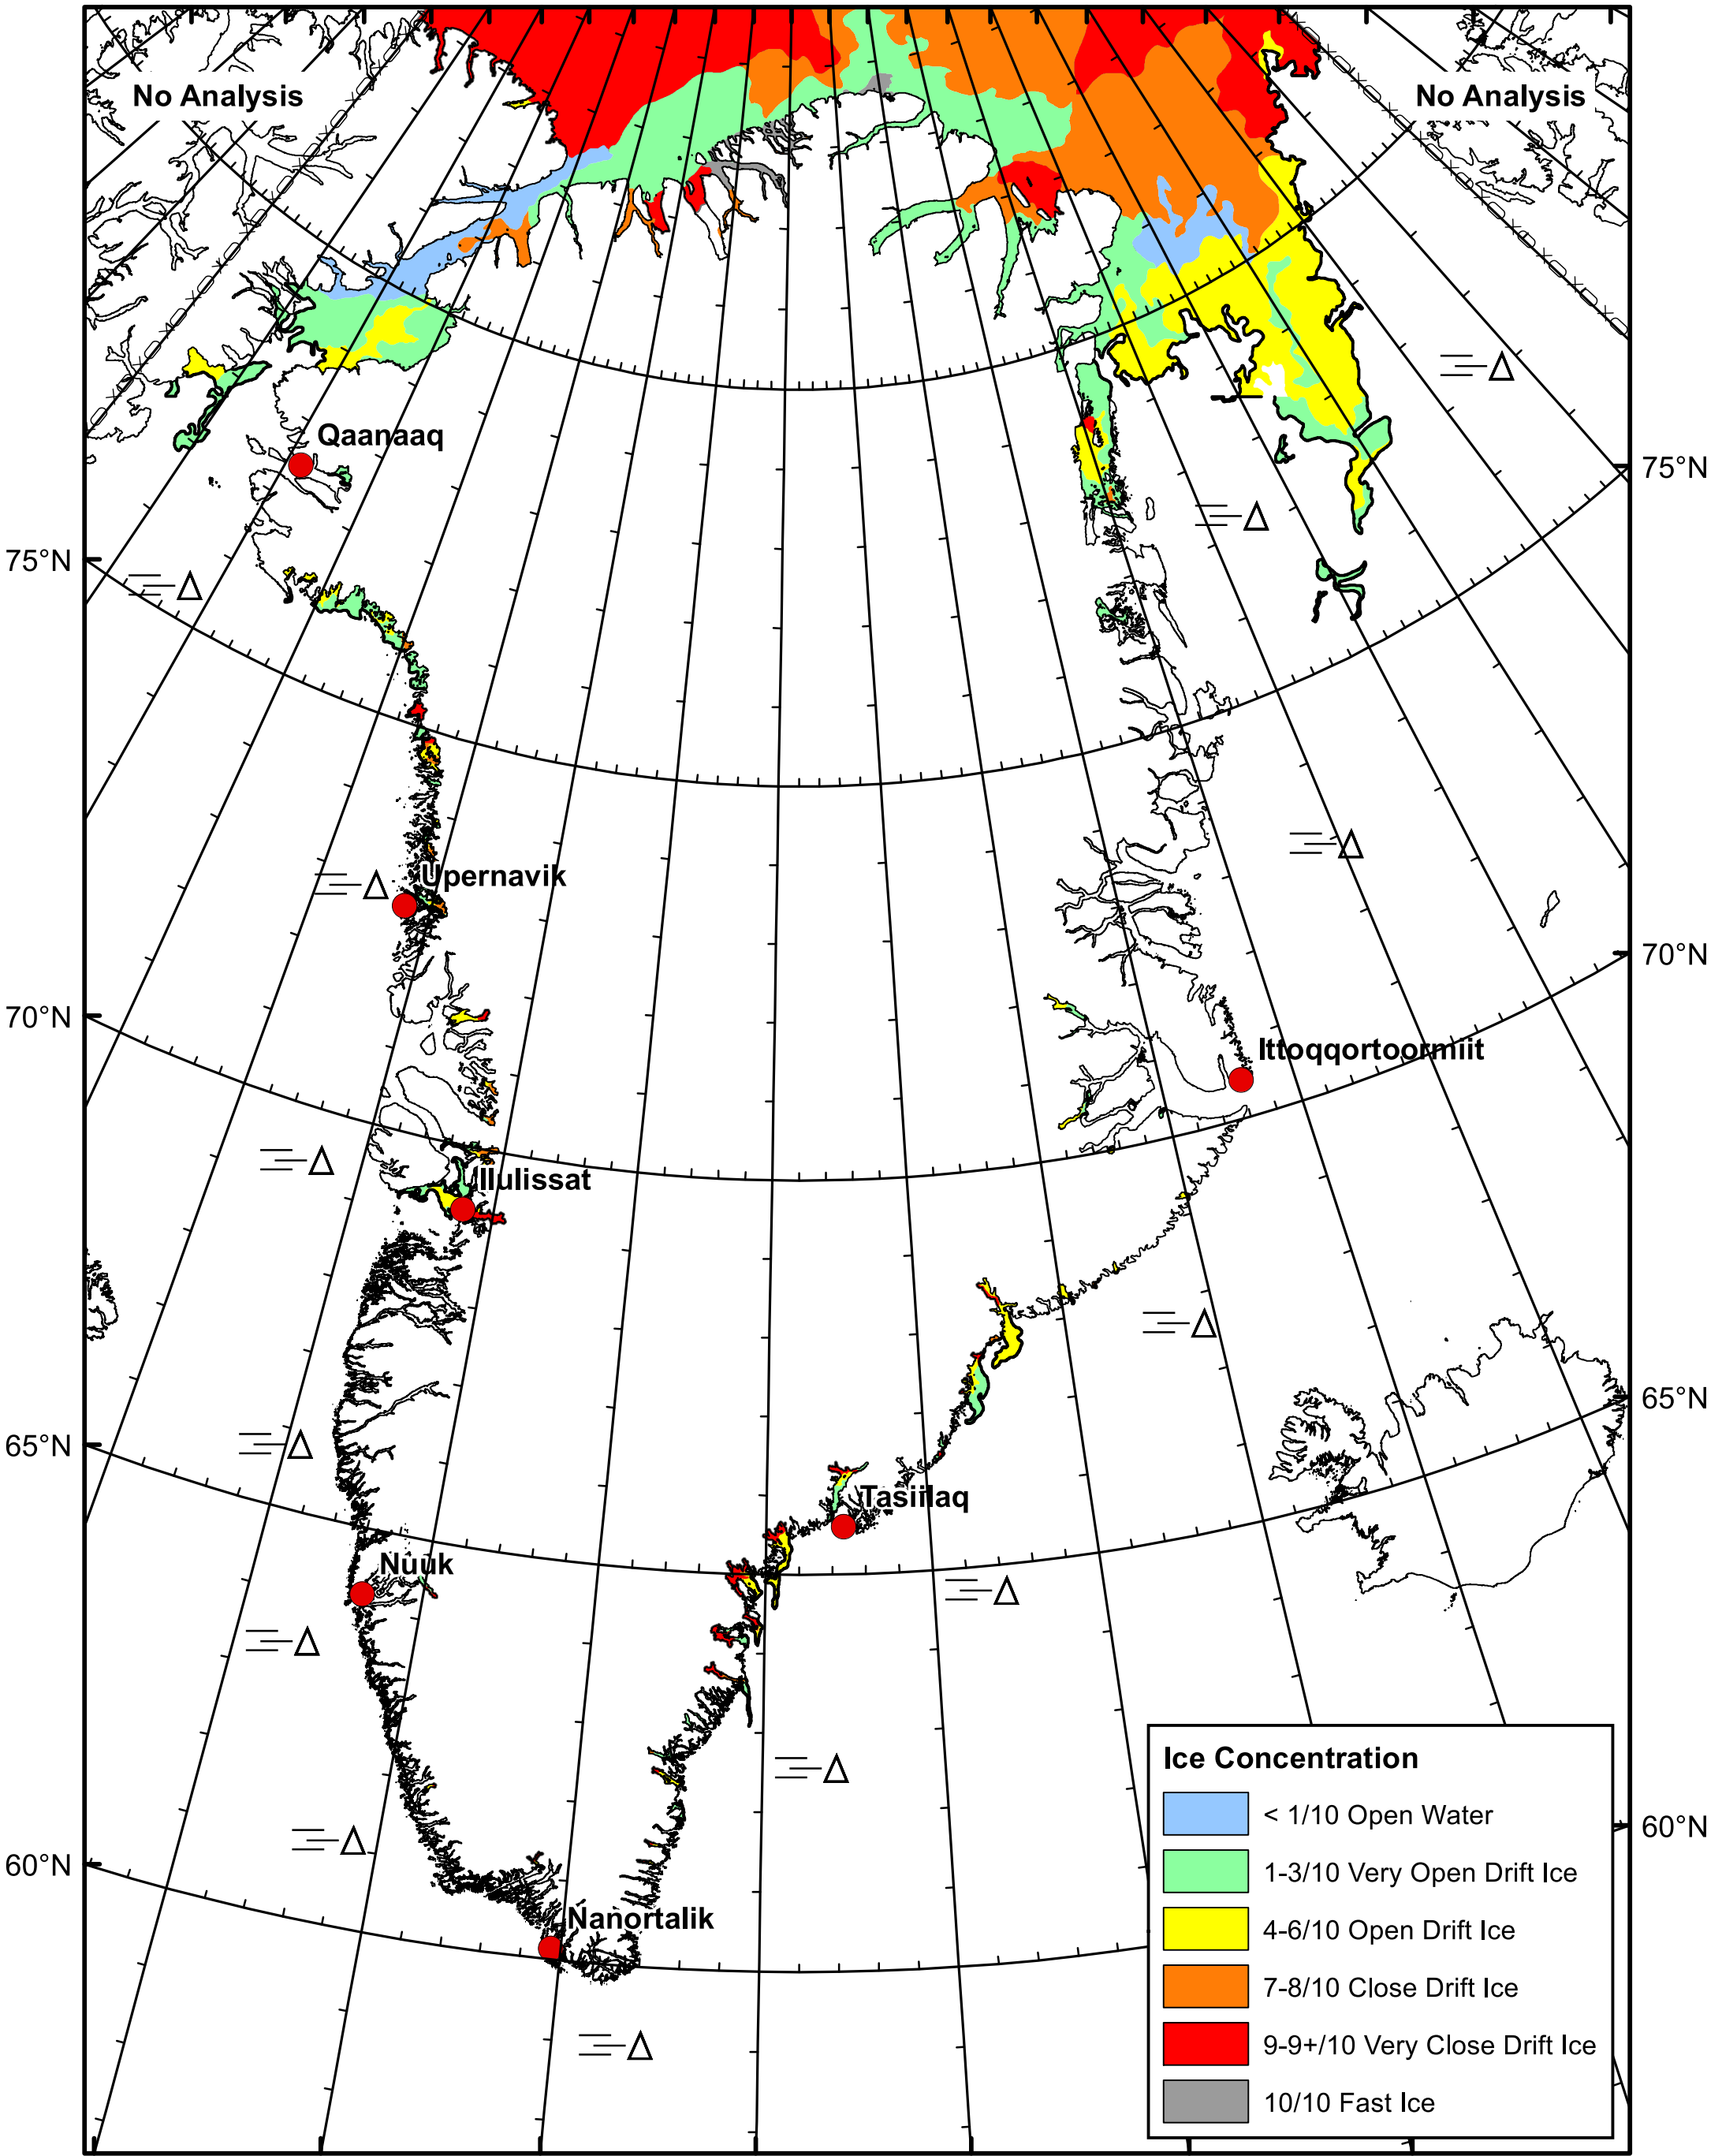 No Analysis
No Analysis
Qaanaaq
75°N
75°N
Upernavik
70°N
70°N
Ittoqqortoormiit
Ilulissat
65°N
65°N
Tasiilaq
Nuuk
60°N
60°N
Nanortalik
Ice Concentration
< 1/10 Open Water
1-3/10 Very Open Drift Ice
4-6/10 Open Drift Ice
7-8/10 Close Drift Ice
9-9+/10 Very Close Drift Ice
10/10 Fast Ice